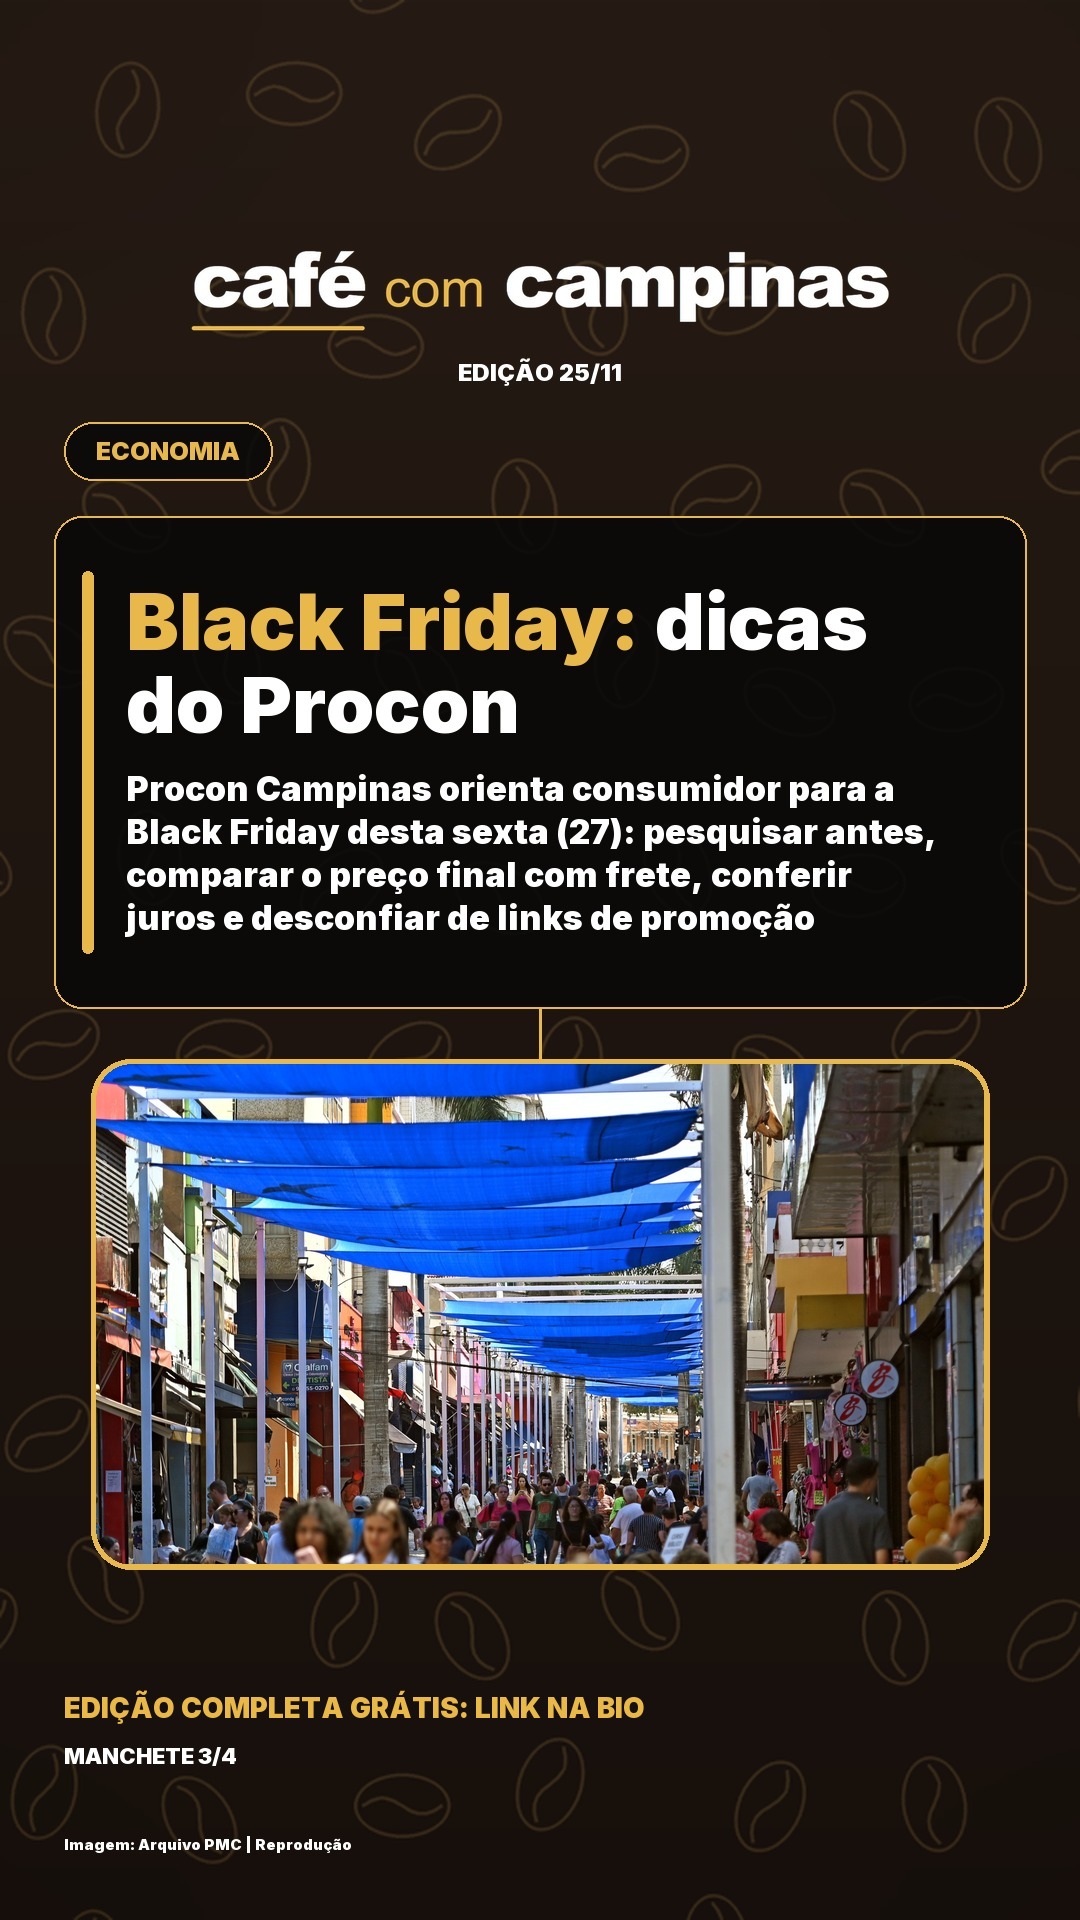 café com campinas
EDIÇÃO 25/11
ECONOMIA
Black Friday: dicas
do Procon
Procon Campinas orienta consumidor para a
Black Friday desta sexta (27): pesquisar antes,
comparar o preço final com frete, conferir
juros e desconfiar de links de promoção
DENTISTA
EDIÇÃO COMPLETA GRÁTIS: LINK NA BIO
MANCHETE 3/4
Imagem: Arquivo PMC | Reprodução